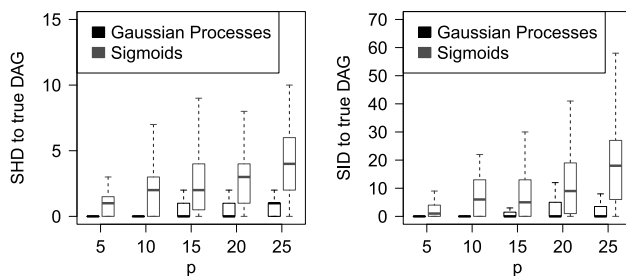 SHD to true DAG
15
10
5
0
Gaussian Processes
Sigmoids
5 10 15 20 25
p
SID to true DAG
70
60
50
40
30
20
10
0
Gaussian Processes
Sigmoids
5 10 15 20 25
p